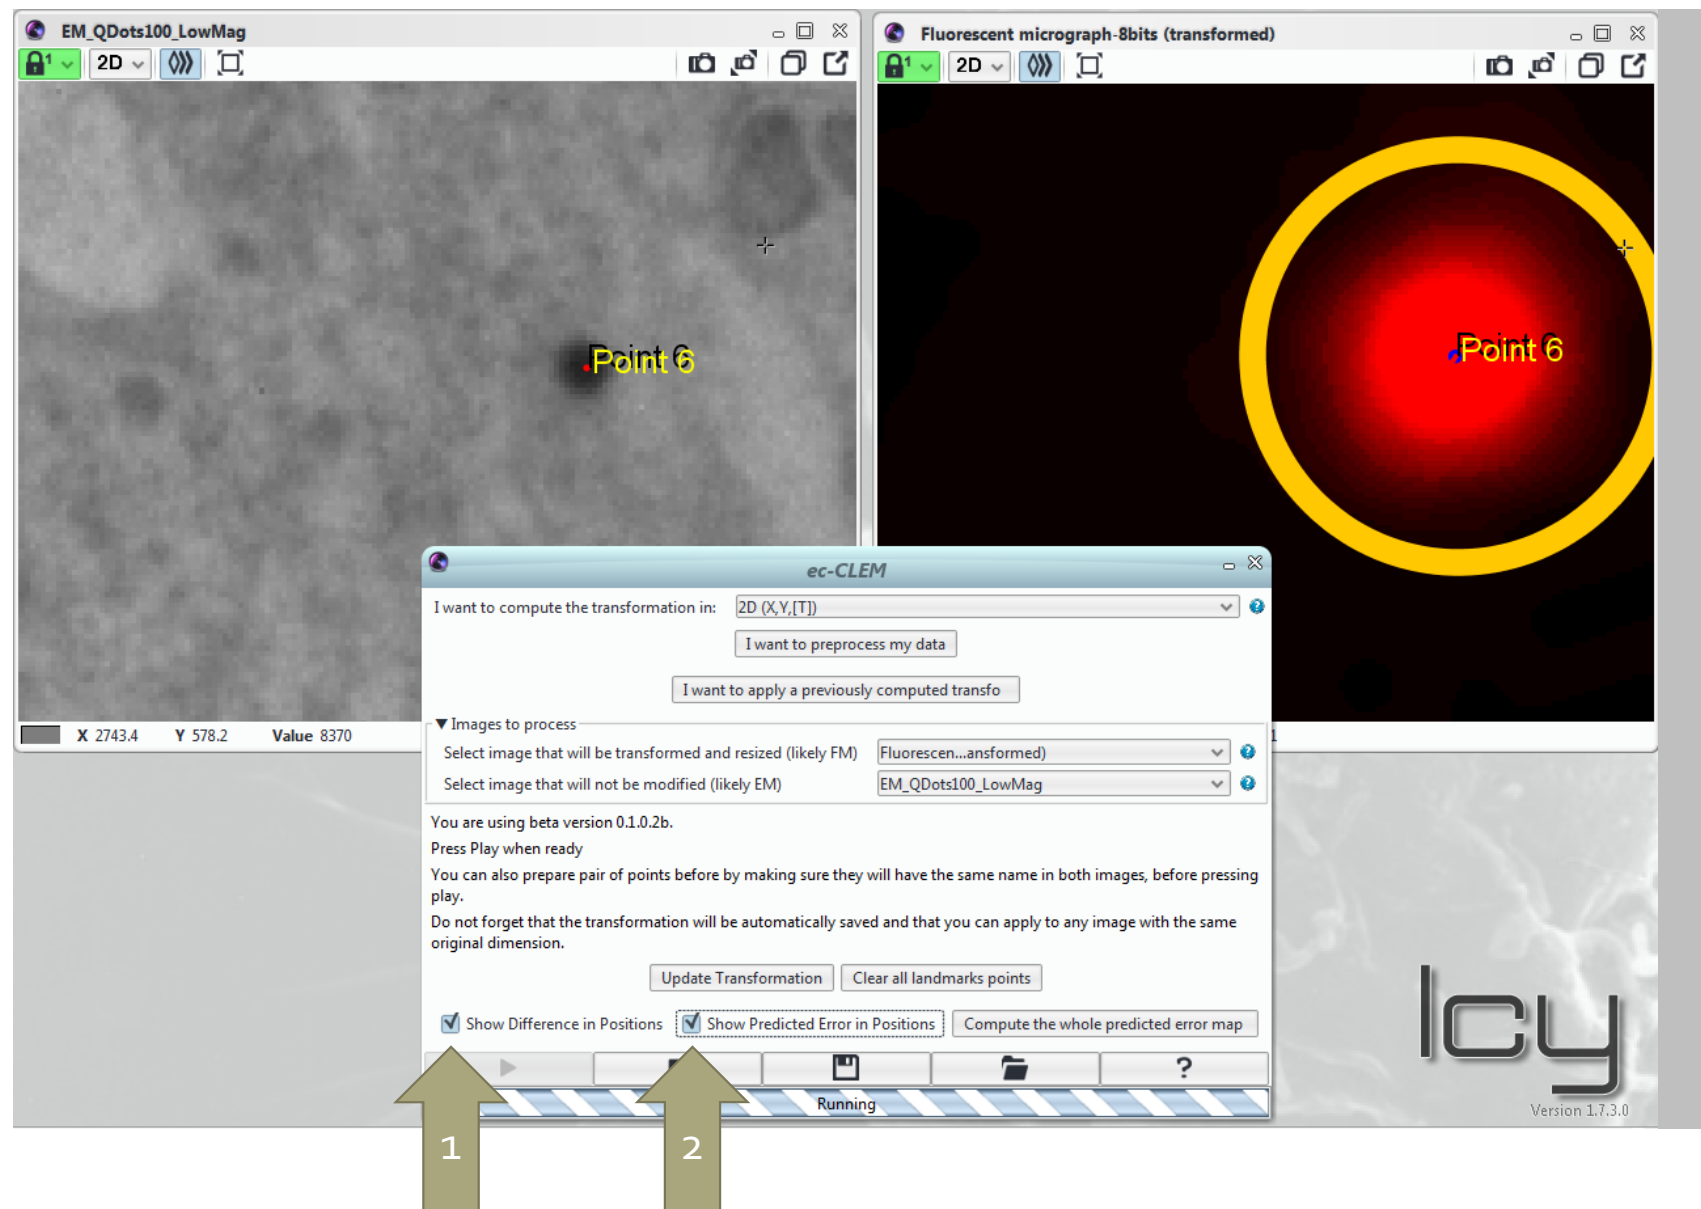 EM_QDots100_LowMag
1 2D
X 2743.4 Y 578.2 Value 8370
Point 6
Fluorescent micrograph-8bits (transformed)
1 2D
Point 6
1
ec-CLEM
I want to compute the transformation in: 2D (X,Y,[T])
I want to preprocess my data
I want to apply a previously computed transfo
Images to process
Select image that will be transformed and resized (likely FM) Fluorescen...ansformed)
Select image that will not be modified (likely EM) EM_QDots100_LowMag
You are using beta version 0.1.0.2b.
Press Play when ready
You can also prepare pair of points before by making sure they will have the same name in both images, before pressing
play.
Do not forget that the transformation will be automatically saved and that you can apply to any image with the same
original dimension.
Update Transformation Clear all landmarks points
Show Difference in Positions Show Predicted Error in Positions Compute the whole predicted error map
?
Running
1 2
Icy
Version 1.7.3.0